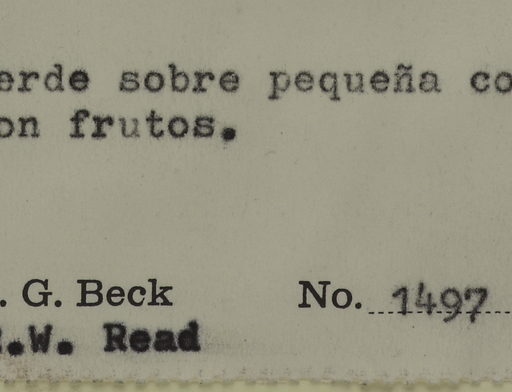 erde sobre pequeña co
on frutos.
. G. Beck No. 1497
.W. Read